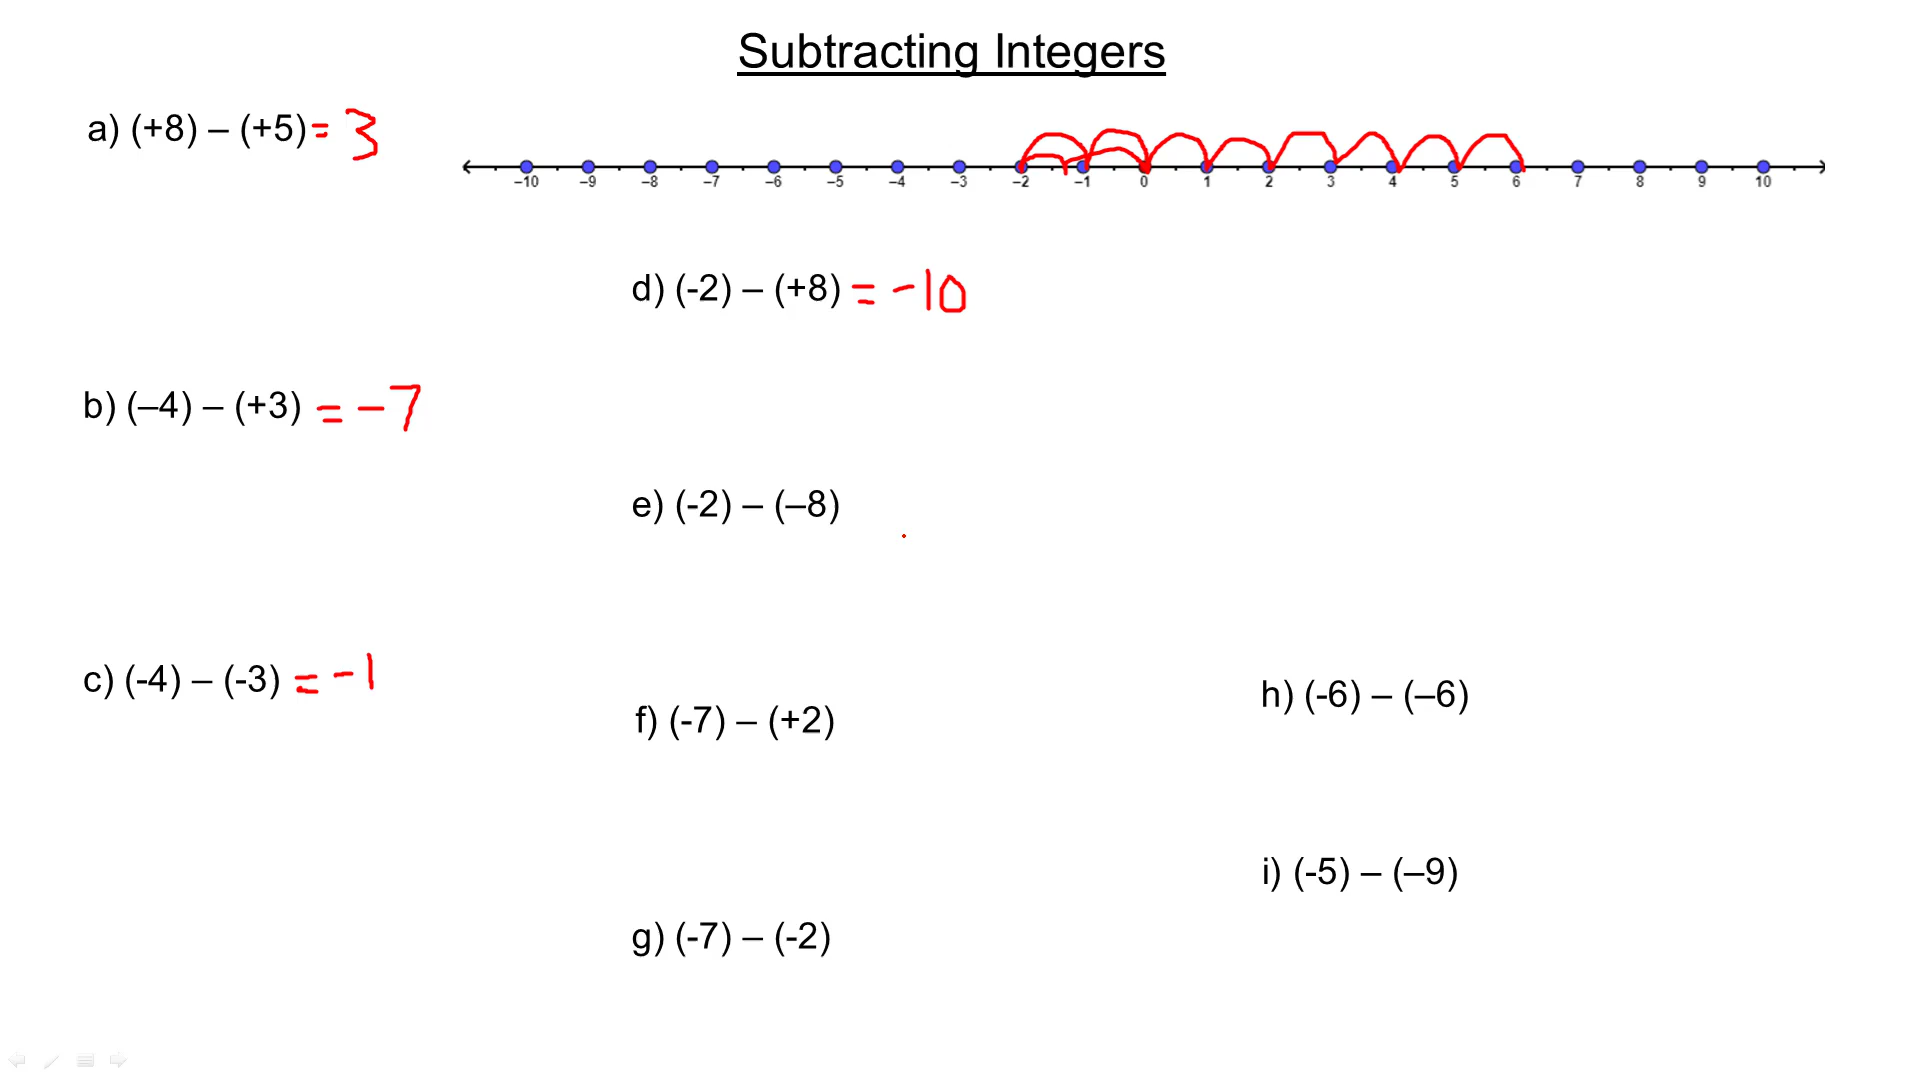 Subtracting Integers
a) (+8) – (+5) = 3
–10 –9 –8 –7 –6 –5 –4 –3 –2 –1 0 1 2 3 4 5 6 7 8 9 10
d) (-2) – (+8) = -10
b) (–4) – (+3) = -7
e) (-2) – (–8)
c) (-4) – (-3) = -1
h) (-6) – (–6)
f) (-7) – (+2)
i) (-5) – (–9)
g) (-7) – (-2)